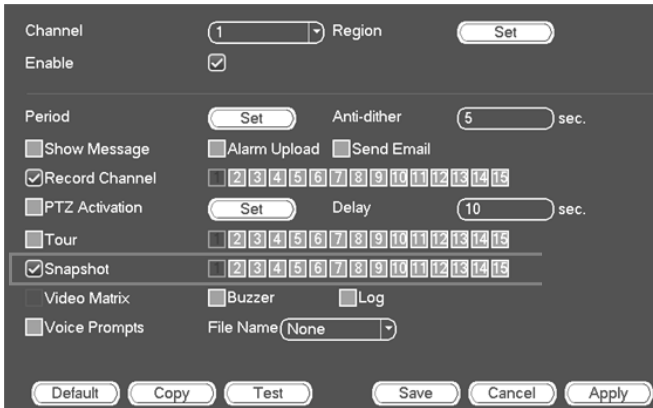 Channel 1 Region Set
Enable
Period Set Anti-dither 5 sec.
Show Message Alarm Upload Send Email
Record Channel 1 2 3 4 5 6 7 8 9 10 11 12 13 14 15
PTZ Activation Set Delay 10 sec.
Tour 1 2 3 4 5 6 7 8 9 10 11 12 13 14 15
Snapshot 1 2 3 4 5 6 7 8 9 10 11 12 13 14 15
Video Matrix Buzzer Log
Voice Prompts File Name None
Default Copy Test Save Cancel Apply